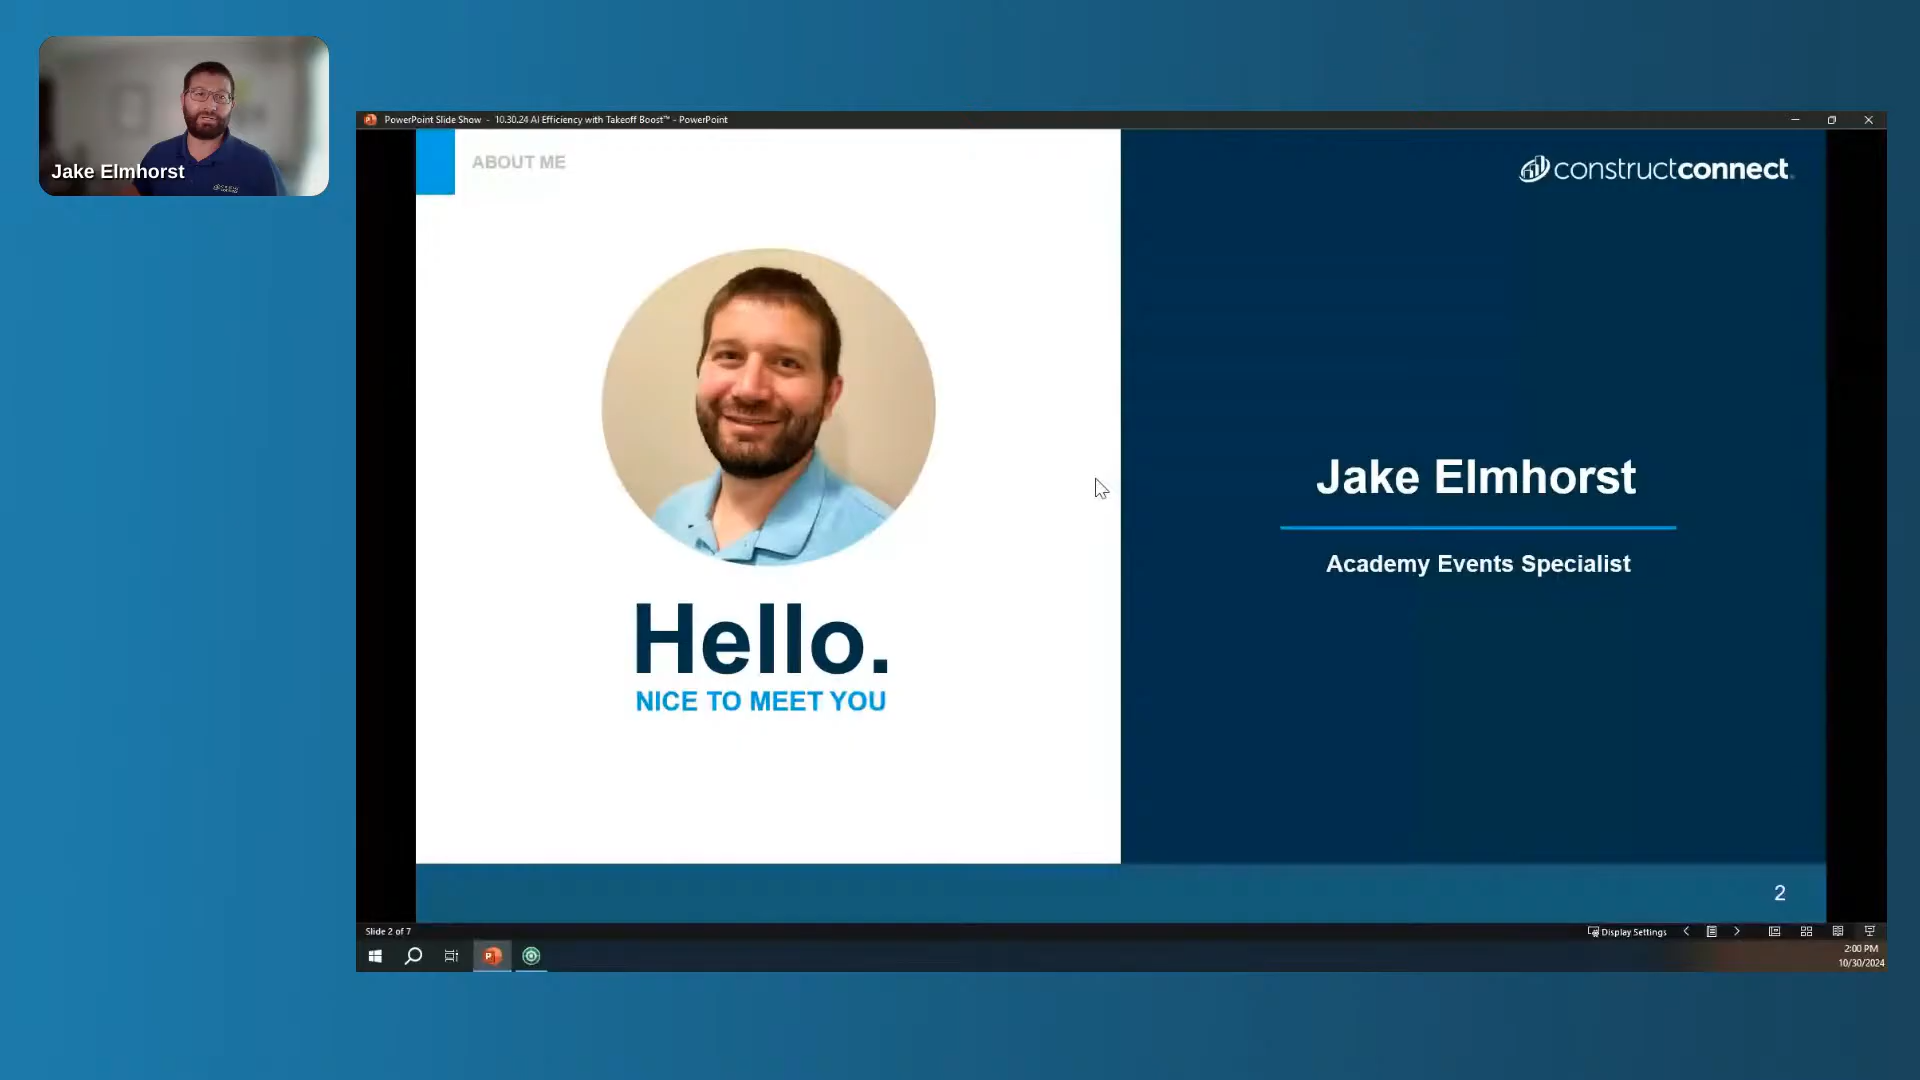 Jake Elmhorst
PowerPoint Slide Show - 10.30.24 AI Efficiency with Takeoff Boost™ - PowerPoint
ABOUT ME
constructconnect
Jake Elmhorst
Academy Events Specialist
Hello.
NICE TO MEET YOU
2
Slide 2 of 7
Display Settings
2:00 PM
10/30/2024